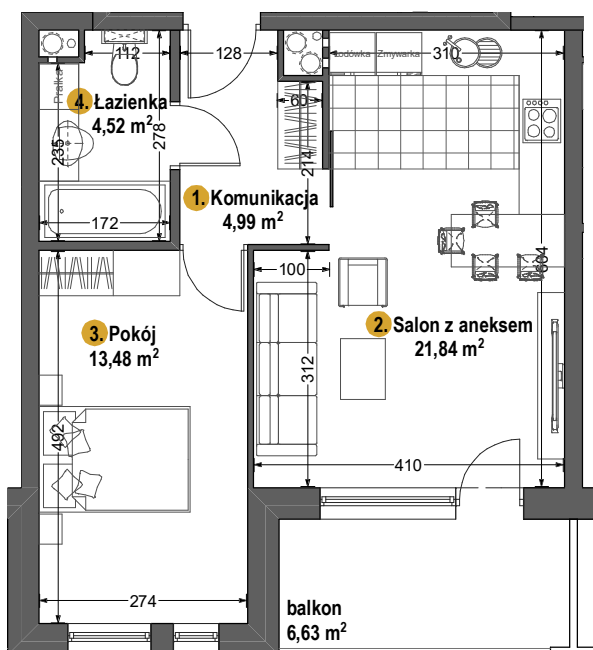 112
128
Lodówka
Zmywarka
310
Pralka
4. Łazienka
4,52 m²
278
235
60
214
172
1. Komunikacja
4,99 m²
604
100
3. Pokój
13,48 m²
2. Salon z aneksem
21,84 m²
312
492
410
274
balkon
6,63 m²